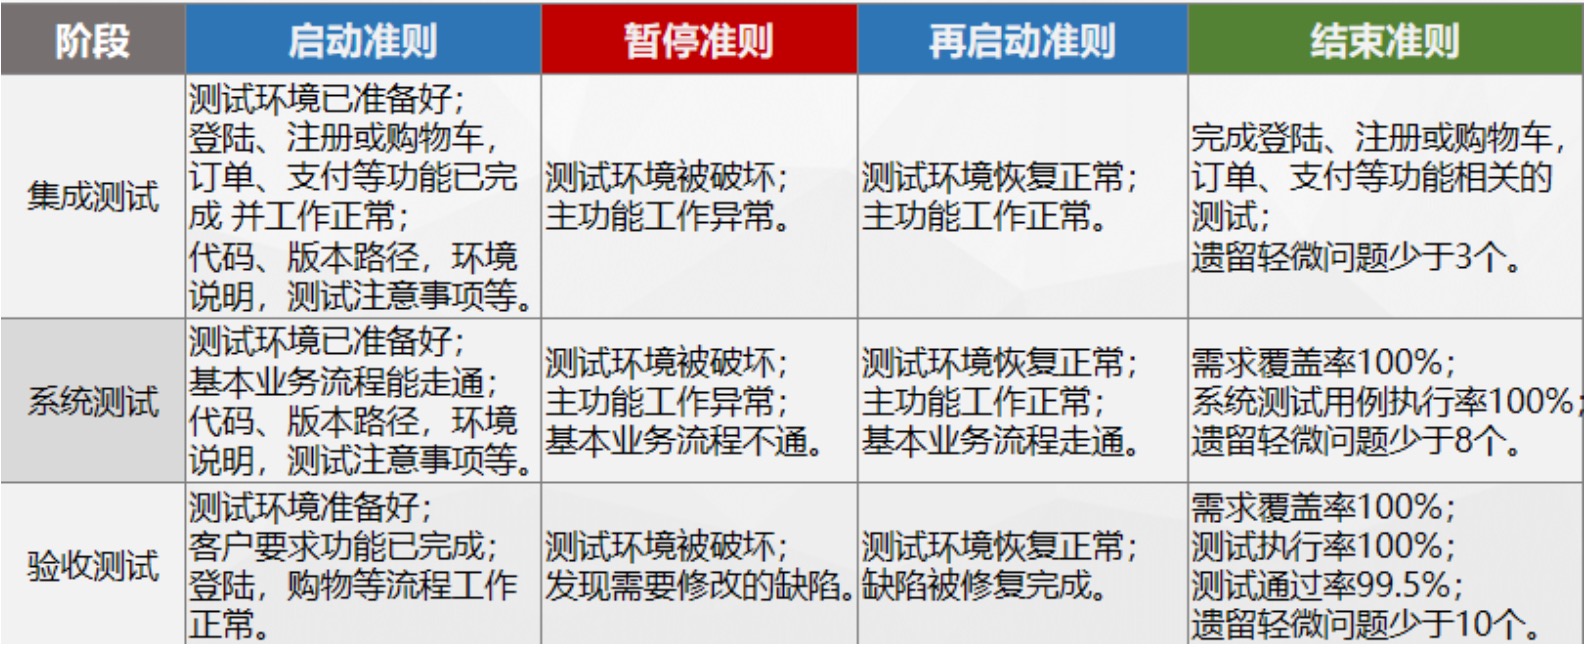 阶段
启动准则
暂停准则
再启动准则
结束准则
集成测试
测试环境已准备好；
登陆、注册或购物车，
订单、支付等功能已完
成 并工作正常；
代码、版本路径，环境
说明，测试注意事项等。
测试环境被破坏；
主功能工作异常。
测试环境恢复正常；
主功能工作正常。
完成登陆、注册或购物车，
订单、支付等功能相关的
测试；
遗留轻微问题少于3个。
系统测试
测试环境已准备好；
基本业务流程能走通；
代码、版本路径，环境
说明，测试注意事项等。
测试环境被破坏；
主功能工作异常；
基本业务流程不通。
测试环境恢复正常；
主功能工作正常；
基本业务流程走通。
需求覆盖率100%；
系统测试用例执行率100%；
遗留轻微问题少于8个。
验收测试
测试环境准备好；
客户要求功能已完成；
登陆，购物等流程工作
正常。
测试环境被破坏；
发现需要修改的缺陷。
测试环境恢复正常；
缺陷被修复完成。
需求覆盖率100%；
测试执行率100%；
测试通过率99.5%；
遗留轻微问题少于10个。